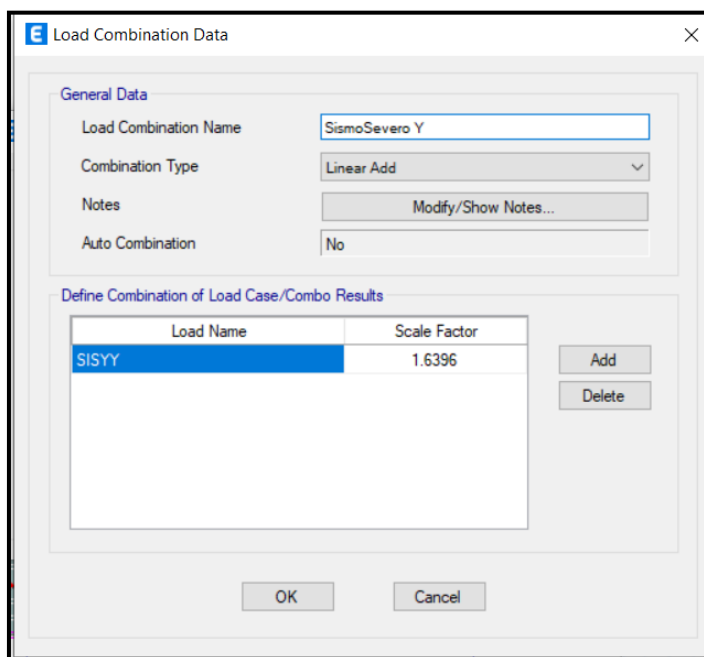 E Load Combination Data
General Data
Load Combination Name SismoSevero Y
Combination Type Linear Add
Notes Modify/Show Notes...
Auto Combination No
Define Combination of Load Case/Combo Results
Load Name Scale Factor
SISYY 1.6396 Add
Delete
OK Cancel